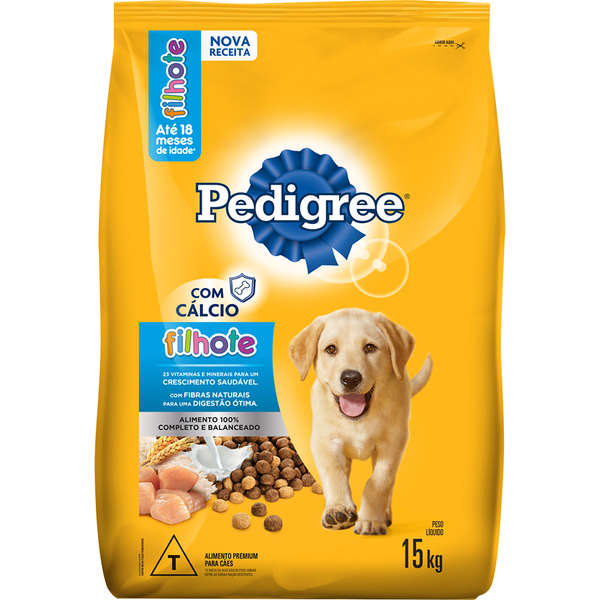 filhote
Até 18
meses
de idade*
NOVA
RECEITA
Pedigree®
COM
CÁLCIO
filhote
23 VITAMINAS E MINERAIS PARA UM
CRESCIMENTO SAUDÁVEL.
COM FIBRAS NATURAIS
PARA UMA DIGESTÃO ÓTIMA.
ALIMENTO 100%
COMPLETO E BALANCEADO
T
ALIMENTO PREMIUM
PARA CÃES
PESO
LÍQUIDO
15 kg